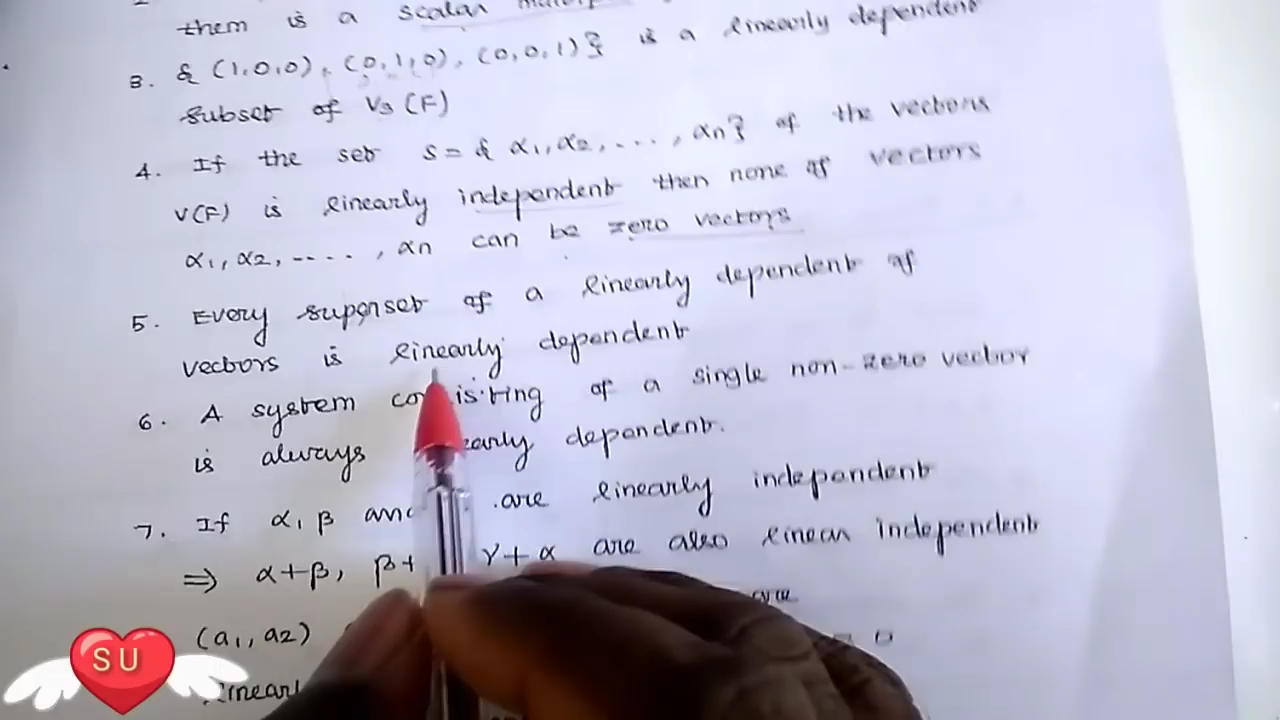 them is a scalar
3. {(1,0,0), (0,1,0), (0,0,1)} is a linearly dependent
subset of V3 (F)
4. If the set S = { α1, α2, ..., αn} of the vectors
V(F) is linearly independent then none of vectors
α1, α2, ----, αn can be zero vectors
5. Every superset of a linearly dependent of
vectors is linearly dependent
6. A system consisting of a single non-zero vector
is always dependent.
7. If α, β are linearly independent
⇒ α+β, β+ γ+α are also linear independent
(a1, a2)
SU